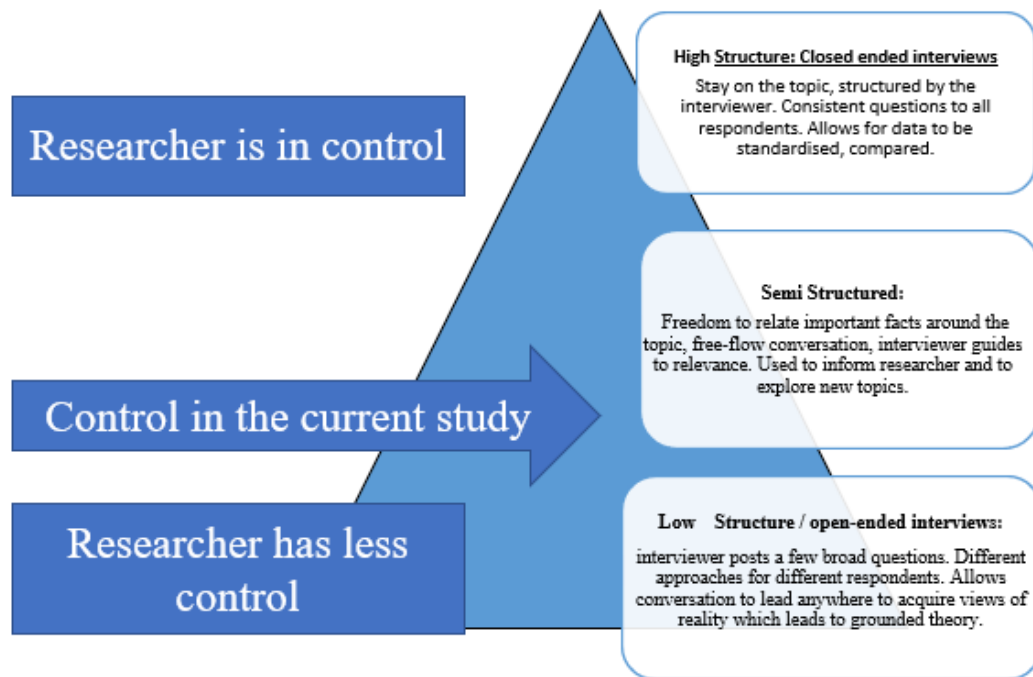 Researcher is in control
High Structure: Closed ended interviews
Stay on the topic, structured by the
interviewer. Consistent questions to all
respondents. Allows for data to be
standardised, compared.
Control in the current study
Semi Structured:
Freedom to relate important facts around the
topic, free-flow conversation, interviewer guides
to relevance. Used to inform researcher and to
explore new topics.
Researcher has less
control
Low Structure / open-ended interviews:
interviewer posts a few broad questions. Different
approaches for different respondents. Allows
conversation to lead anywhere to acquire views of
reality which leads to grounded theory.